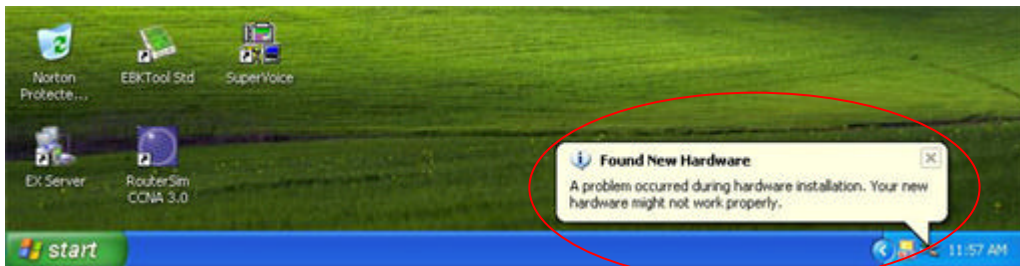 Norton
Protecte...
EBKTool Std
SuperVoice
EX Server
RouterSim
CCNA 3.0
Found New Hardware
A problem occurred during hardware installation. Your new
hardware might not work properly.
start
11:57 AM